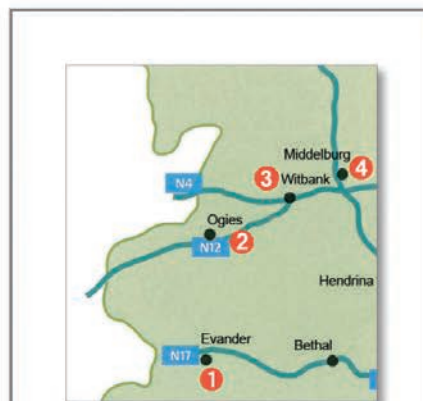 Middelburg
4
3
Witbank
N4
Ogies
2
N12
Hendrina
Evander
Bethal
N17
1